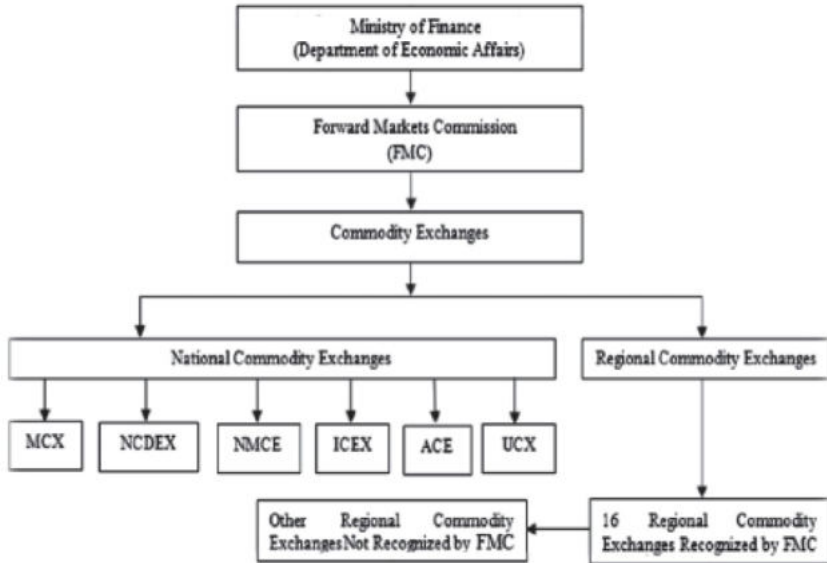 Ministry of Finance
(Department of Economic Affairs)
Forward Markets Commission
(FMC)
Commodity Exchanges
National Commodity Exchanges
Regional Commodity Exchanges
MCX
NCDEX
NMCE
ICEX
ACE
UCX
Other Regional Commodity
ExchangesNot Recognized by FMC
16 Regional Commodity
Exchanges Recognized by FMC